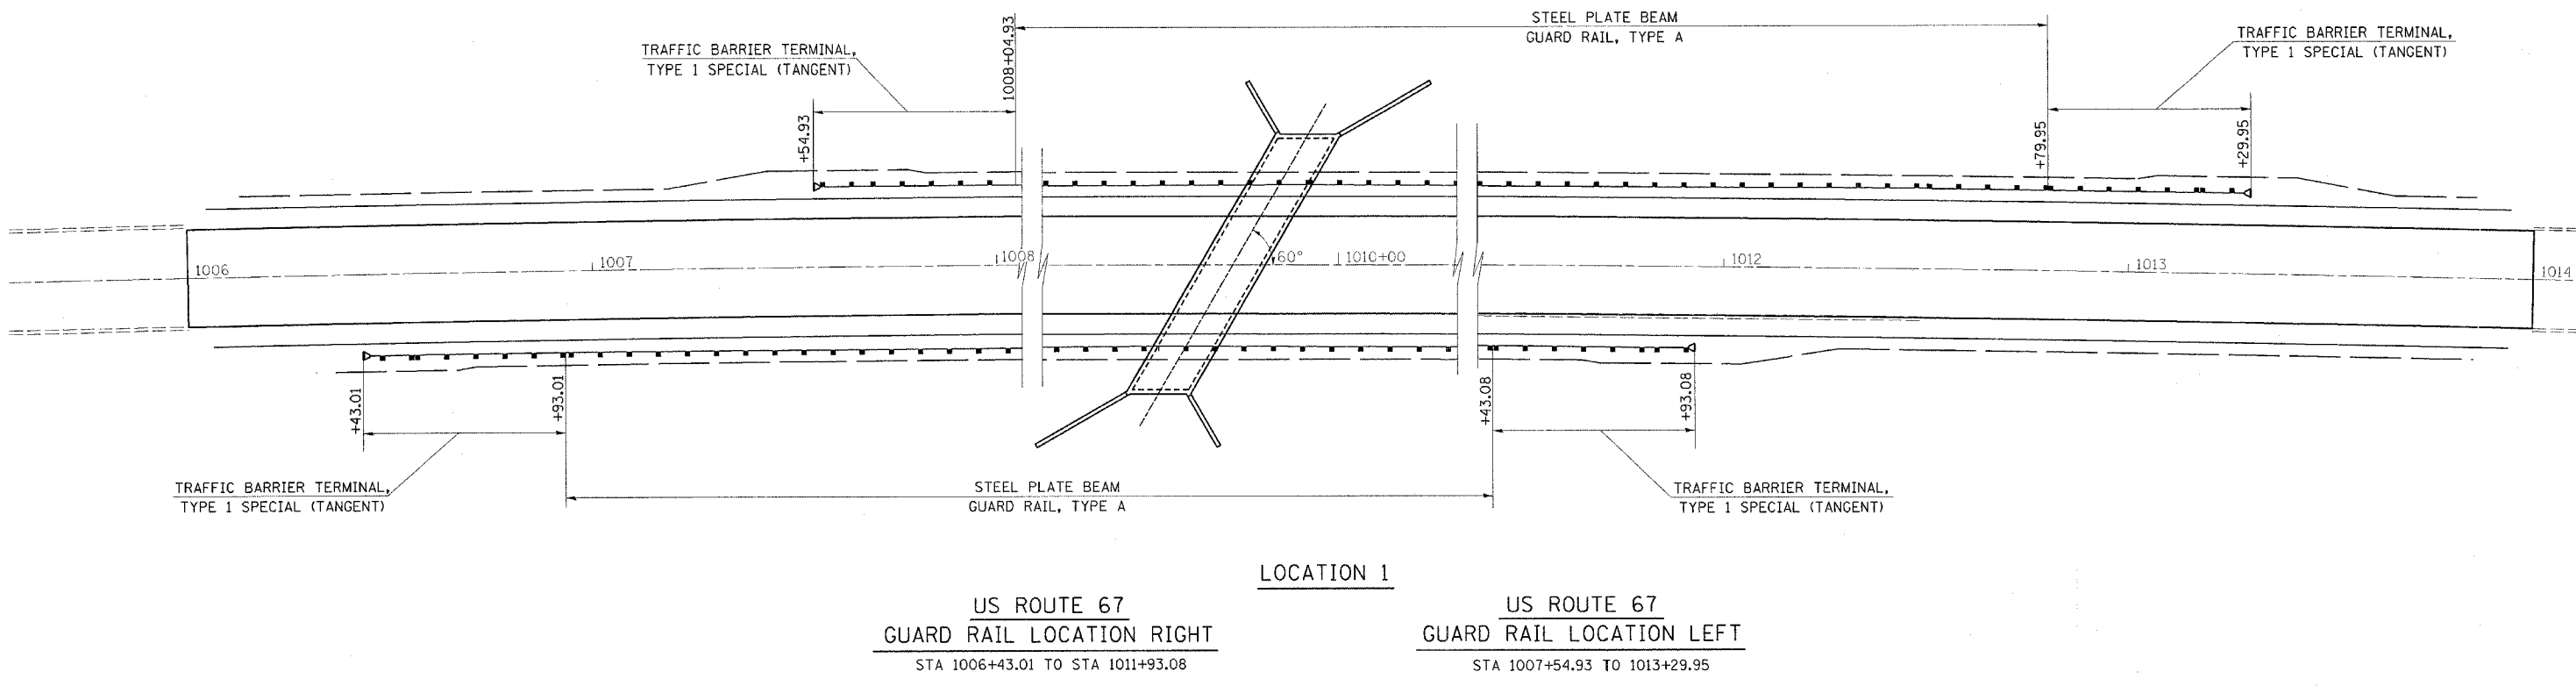 STEEL PLATE BEAM
GUARD RAIL, TYPE A
TRAFFIC BARRIER TERMINAL,
TYPE 1 SPECIAL (TANGENT)
TRAFFIC BARRIER TERMINAL,
TYPE 1 SPECIAL (TANGENT)
1008+04.93
+54.93
+79.95
+29.95
1006
1007
1008
60°
1010+00
1012
1013
1014
+43.01
+93.01
+43.08
+93.08
TRAFFIC BARRIER TERMINAL,
TYPE 1 SPECIAL (TANGENT)
STEEL PLATE BEAM
GUARD RAIL, TYPE A
TRAFFIC BARRIER TERMINAL,
TYPE 1 SPECIAL (TANGENT)
LOCATION 1
US ROUTE 67
GUARD RAIL LOCATION RIGHT
STA 1006+43.01 TO STA 1011+93.08
US ROUTE 67
GUARD RAIL LOCATION LEFT
STA 1007+54.93 TO 1013+29.95